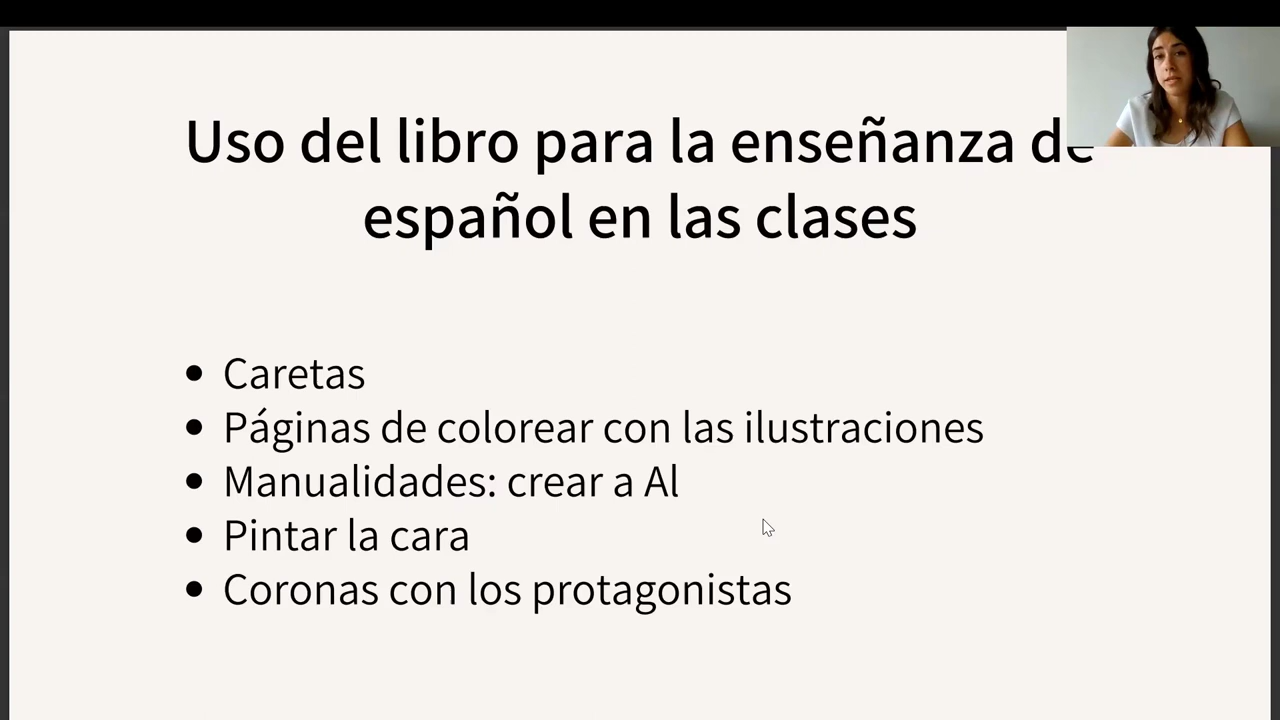 Uso del libro para la enseñanza de
español en las clases
• Caretas
• Páginas de colorear con las ilustraciones
• Manualidades: crear a Al
• Pintar la cara
• Coronas con los protagonistas